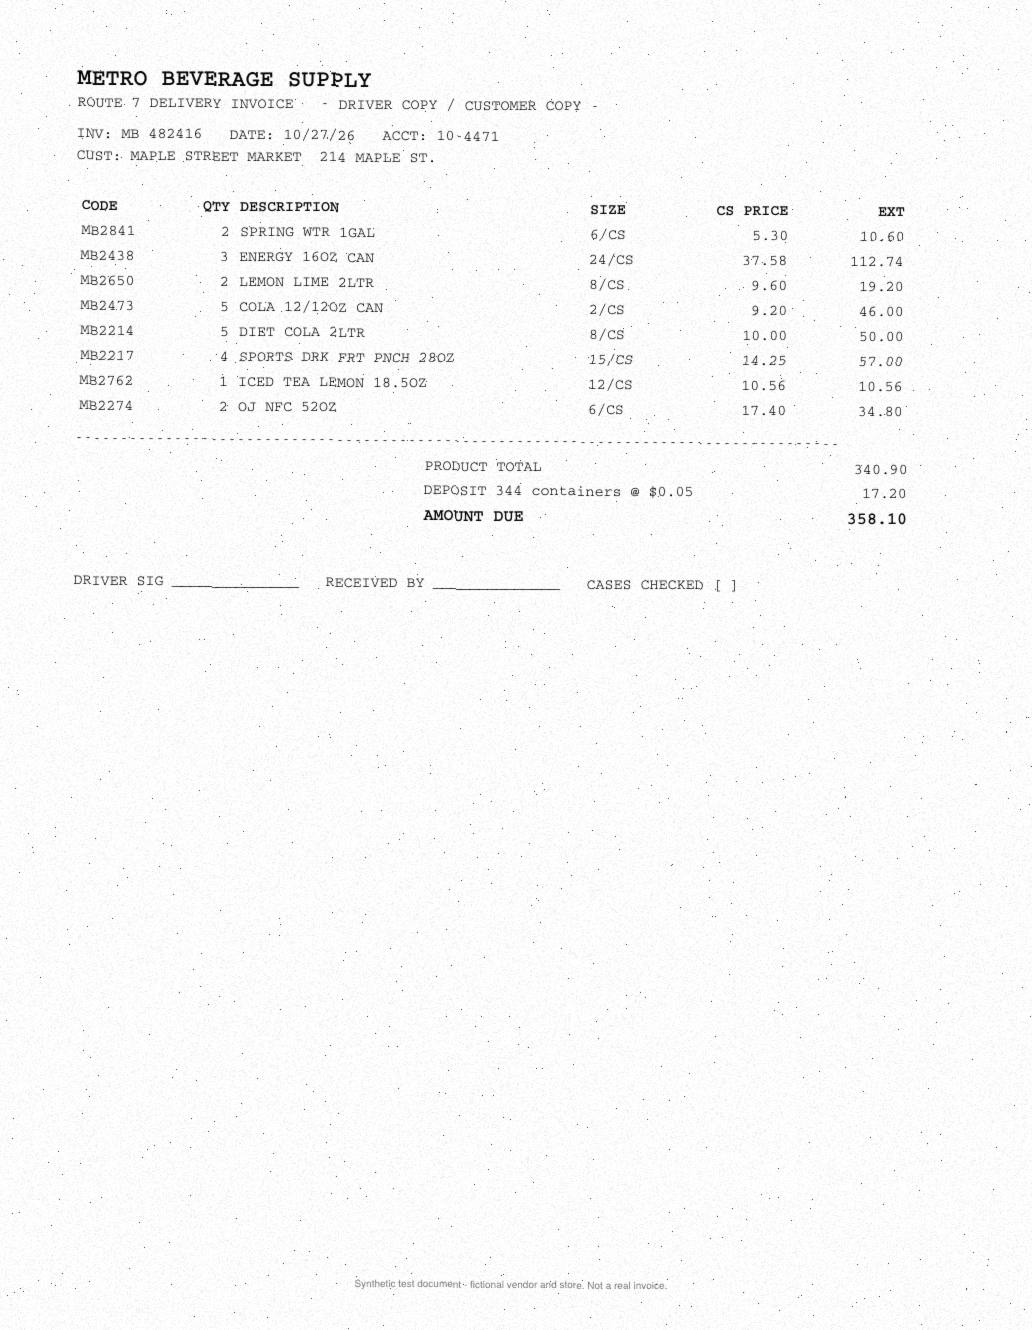 METRO BEVERAGE SUPPLY
ROUTE 7 DELIVERY INVOICE - DRIVER COPY / CUSTOMER COPY -
INV: MB 482416 DATE: 10/27/26 ACCT: 10-4471
CUST: MAPLE STREET MARKET 214 MAPLE ST.
CODE QTY DESCRIPTION SIZE CS PRICE EXT
MB2841 2 SPRING WTR 1GAL 6/CS 5.30 10.60
MB2438 3 ENERGY 16OZ CAN 24/CS 37.58 112.74
MB2650 2 LEMON LIME 2LTR 8/CS 9.60 19.20
MB2473 5 COLA 12/12OZ CAN 2/CS 9.20 46.00
MB2214 5 DIET COLA 2LTR 8/CS 10.00 50.00
MB2217 4 SPORTS DRK FRT PNCH 28OZ 15/CS 14.25 57.00
MB2762 1 ICED TEA LEMON 18.5OZ 12/CS 10.56 10.56
MB2274 2 OJ NFC 52OZ 6/CS 17.40 34.80
PRODUCT TOTAL 340.90
DEPOSIT 344 containers @ $0.05 17.20
AMOUNT DUE 358.10
DRIVER SIG ______________ RECEIVED BY ______________ CASES CHECKED [ ]
Synthetic test document - fictional vendor and store. Not a real invoice.